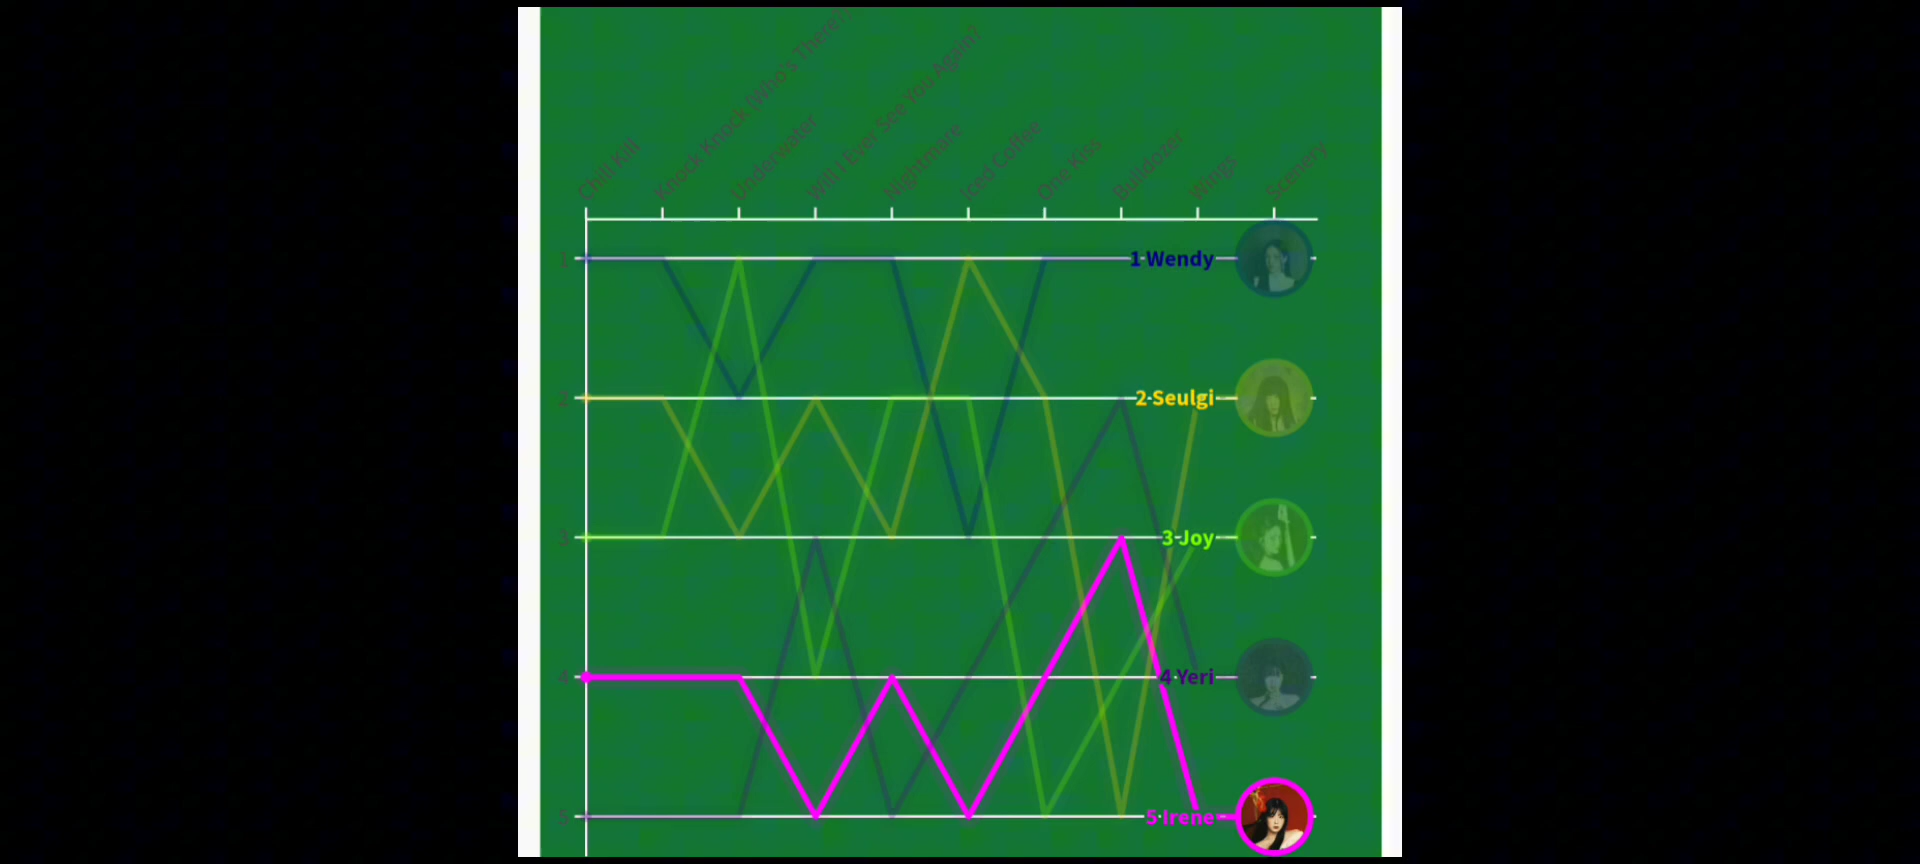 Chill Kill
Knock Knock (Who's There?)
Underwater
Will I Ever See You Again?
Nightmare
Iced Coffee
One Kiss
Bulldozer
Wings
Scenery
1
2
3
4
5
1 Wendy
2 Seulgi
3 Joy
4 Yeri
5 Irene